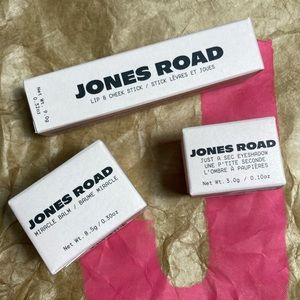 JONES ROAD
LIP & CHEEK STICK / STICK LÈVRES ET JOUES
JONES ROAD
MIRACLE BALM / BAUME MIRACLE
Net Wt. 8.5g / 0.30oz
JONES ROAD
JUST A SEC EYESHADOW
UNE P'TITE SECONDE
L'OMBRE À PAUPIÈRES
Net Wt. 3.0g / 0.10oz